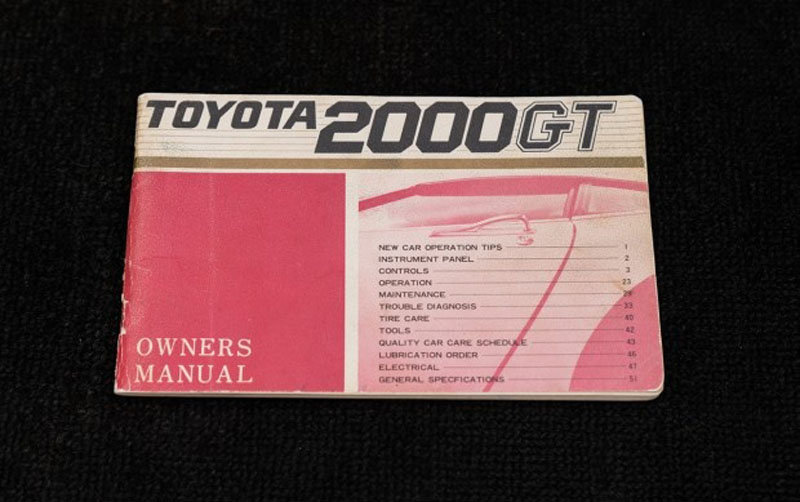 TOYOTA 2000GT
NEW CAR OPERATION TIPS 1
INSTRUMENT PANEL 2
CONTROLS 3
OPERATION 23
MAINTENANCE 28
TROUBLE DIAGNOSIS 33
TIRE CARE 40
TOOLS 42
QUALITY CAR CARE SCHEDULE 43
LUBRICATION ORDER 46
ELECTRICAL 47
GENERAL SPECFICATIONS 51
OWNERS
MANUAL